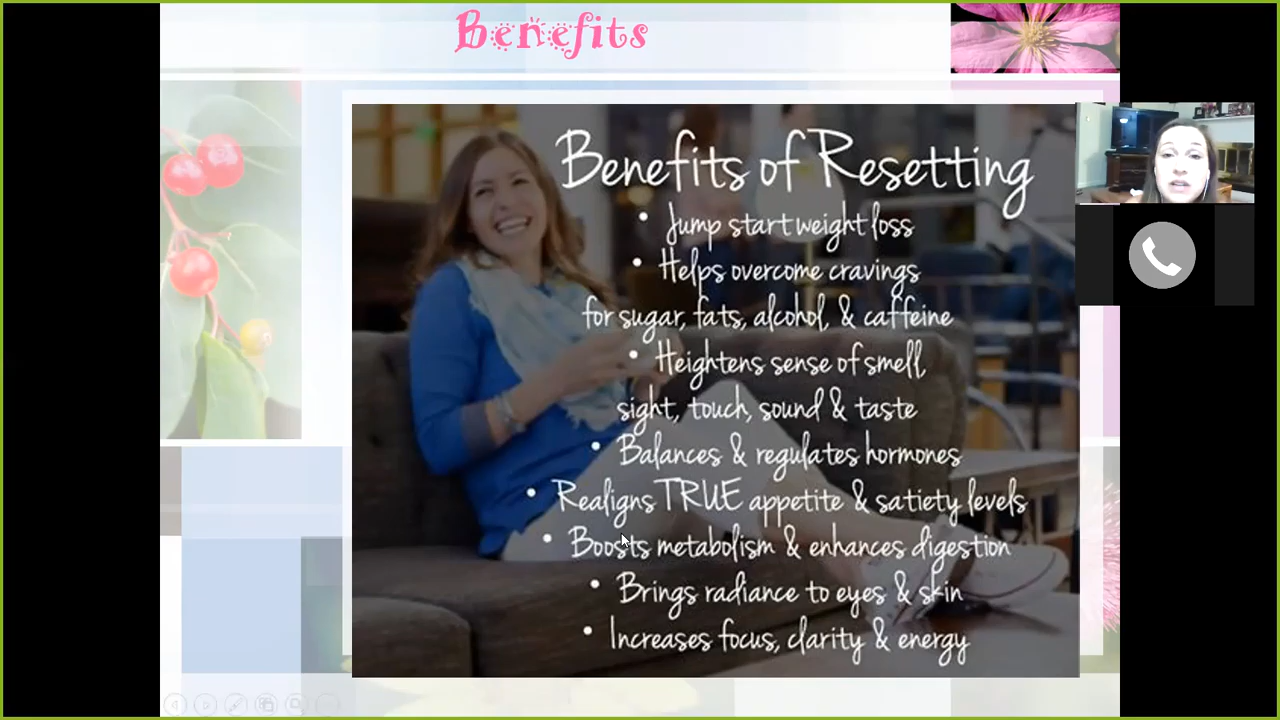 Benefits
Benefits of Resetting
• Jump start weight loss
• Helps overcome cravings
for sugar, fats, alcohol, & caffeine
• Heightens sense of smell,
sight, touch, sound & taste
• Balances & regulates hormones
• Realigns TRUE appetite & satiety levels
• Boosts metabolism & enhances digestion
• Brings radiance to eyes & skin
• Increases focus, clarity & energy